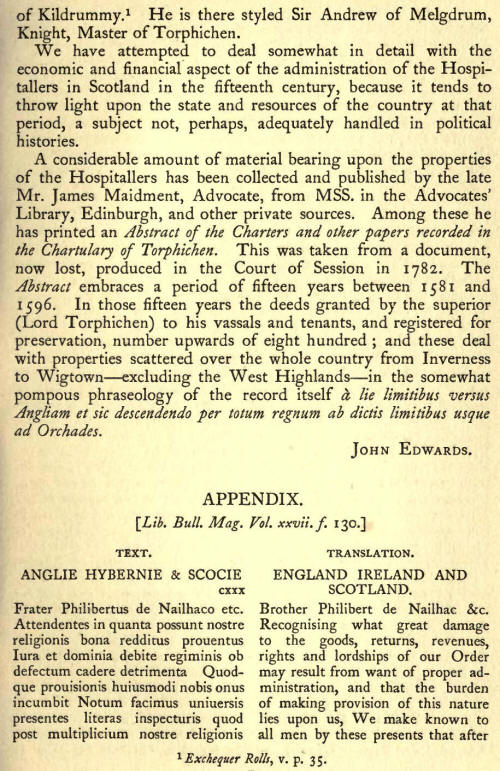 of Kildrummy.¹ He is there styled Sir Andrew of Melgdrum,
Knight, Master of Torphichen.
We have attempted to deal somewhat in detail with the
economic and financial aspect of the administration of the Hospi-
tallers in Scotland in the fifteenth century, because it tends to
throw light upon the state and resources of the country at that
period, a subject not, perhaps, adequately handled in political
histories.
A considerable amount of material bearing upon the properties
of the Hospitallers has been collected and published by the late
Mr. James Maidment, Advocate, from MSS. in the Advocates'
Library, Edinburgh, and other private sources. Among these he
has printed an Abstract of the Charters and other papers recorded in
the Chartulary of Torphichen. This was taken from a document,
now lost, produced in the Court of Session in 1782. The
Abstract embraces a period of fifteen years between 1581 and
1596. In those fifteen years the deeds granted by the superior
(Lord Torphichen) to his vassals and tenants, and registered for
preservation, number upwards of eight hundred ; and these deal
with properties scattered over the whole country from Inverness
to Wigtown—excluding the West Highlands—in the somewhat
pompous phraseology of the record itself à lie limitibus versus
Angliam et sic descendendo per totum regnum ab dictis limitibus usque
ad Orchades.
JOHN EDWARDS.
APPENDIX.
[Lib. Bull. Mag. Vol. xxvii. f. 130.]
TEXT.
ANGLIE HYBERNIE & SCOCIE
CXXX
Frater Philibertus de Nailhaco etc.
Attendentes in quanta possunt nostre
religionis bona redditus prouentus
Iura et dominia debite regiminis ob
defectum cadere detrimenta Quod-
que prouisionis huiusmodi nobis onus
incumbit Notum facimus uniuersis
presentes literas inspecturis quod
post multiplicium nostre religionis
TRANSLATION.
ENGLAND IRELAND AND
SCOTLAND.
Brother Philibert de Nailhac &c.
Recognising what great damage
to the goods, returns, revenues,
rights and lordships of our Order
may result from want of proper ad-
ministration, and that the burden
of making provision of this nature
lies upon us, We make known to
all men by these presents that after
¹ Exchequer Rolls, v. p. 35.